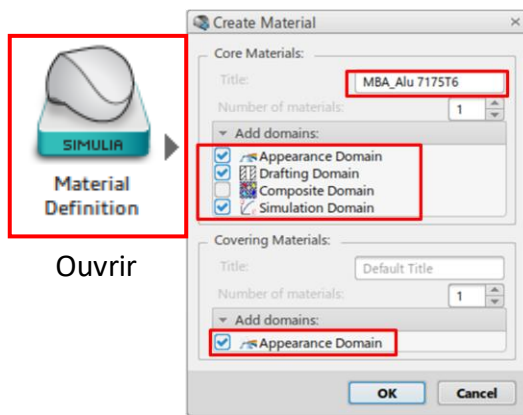 SIMULIA
Material
Definition
Ouvrir
Create Material
Core Materials:
Title: MBA_Alu 7175T6
Number of materials: 1
Add domains:
Appearance Domain
Drafting Domain
Composite Domain
Simulation Domain
Covering Materials:
Title: Default Title
Number of materials: 1
Add domains:
Appearance Domain
OK Cancel